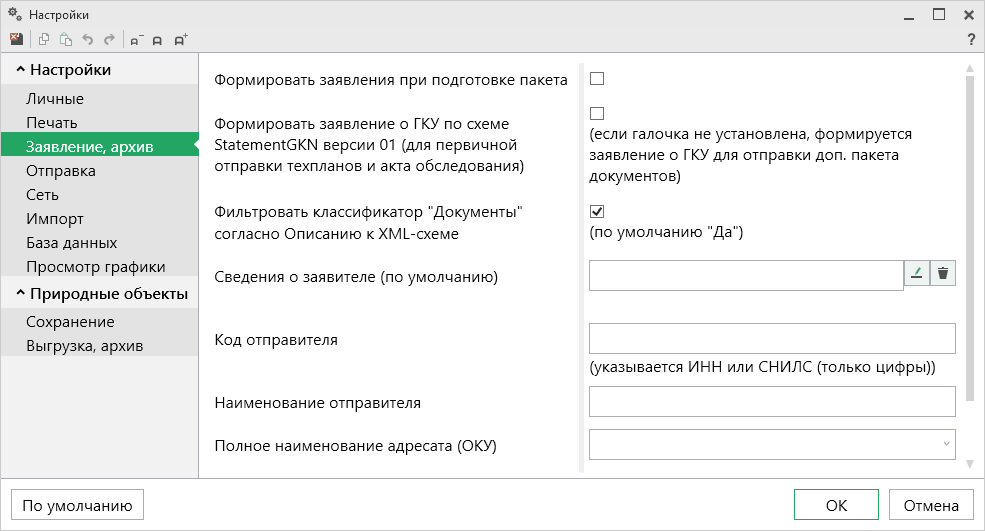 Настройки
?
Настройки
Личные
Печать
Заявление, архив
Отправка
Сеть
Импорт
База данных
Просмотр графики
Природные объекты
Сохранение
Выгрузка, архив
Формировать заявления при подготовке пакета
Формировать заявление о ГКУ по схеме
StatementGKN версии 01 (для первичной
отправки техпланов и акта обследования)
(если галочка не установлена, формируется
заявление о ГКУ для отправки доп. пакета
документов)
Фильтровать классификатор "Документы"
согласно Описанию к XML-схеме
(по умолчанию "Да")
Сведения о заявителе (по умолчанию)
Код отправителя
(указывается ИНН или СНИЛС (только цифры))
Наименование отправителя
Полное наименование адресата (ОКУ)
По умолчанию
ОК
Отмена